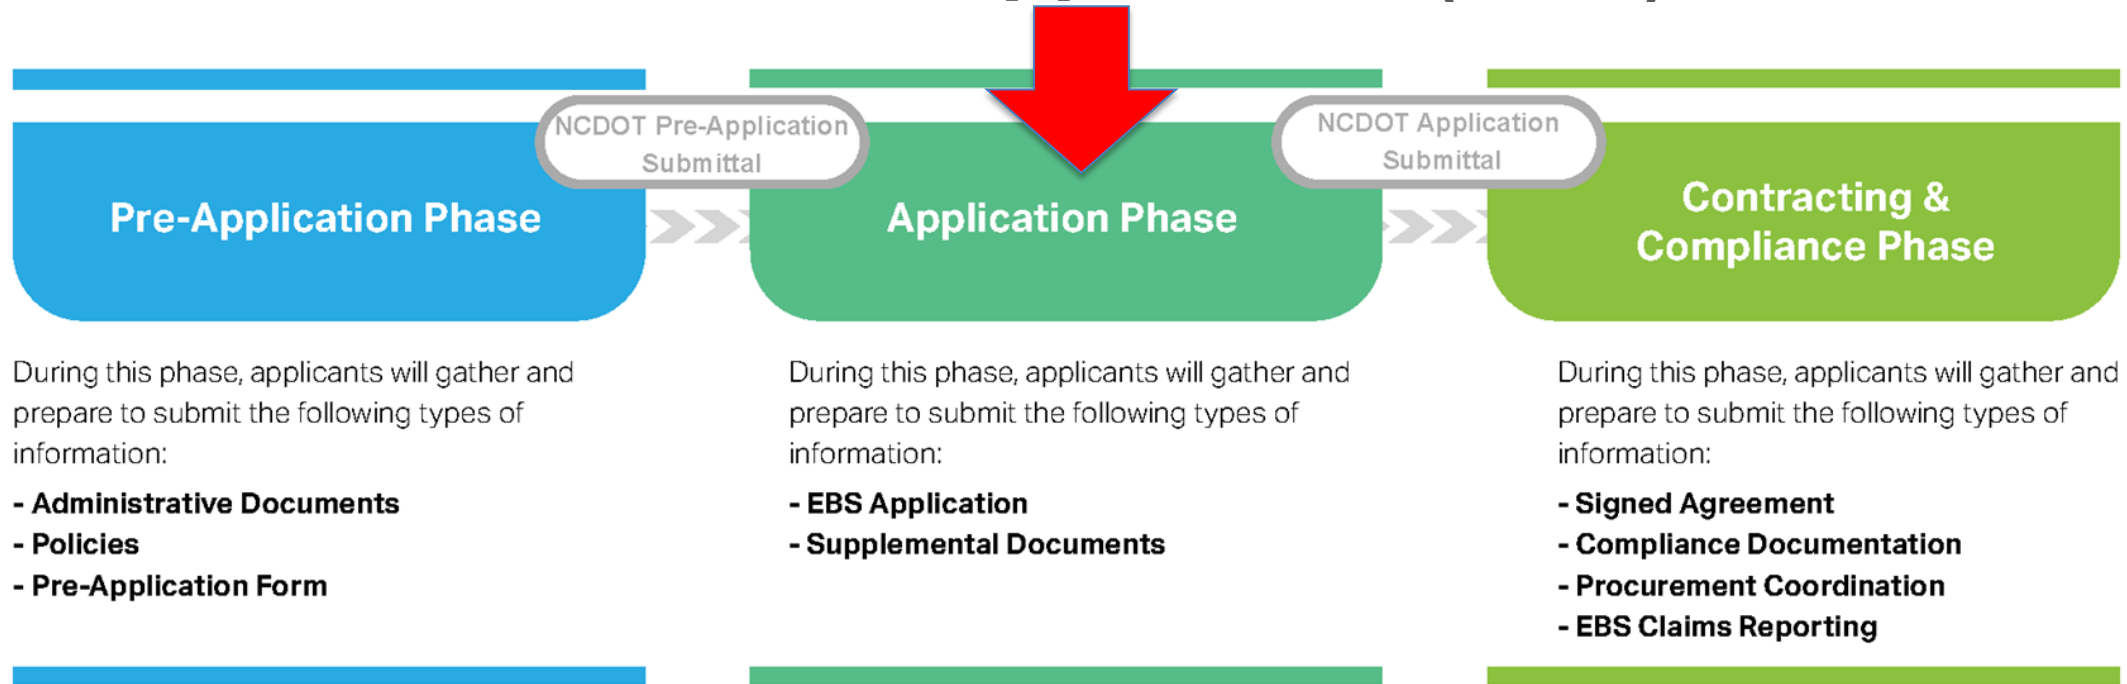 NCDOT Pre-Application
Submittal
NCDOT Application
Submittal
Pre-Application Phase
Application Phase
Contracting &
Compliance Phase
During this phase, applicants will gather and
prepare to submit the following types of
information:
- Administrative Documents
- Policies
- Pre-Application Form
During this phase, applicants will gather and
prepare to submit the following types of
information:
- EBS Application
- Supplemental Documents
During this phase, applicants will gather and
prepare to submit the following types of
information:
- Signed Agreement
- Compliance Documentation
- Procurement Coordination
- EBS Claims Reporting